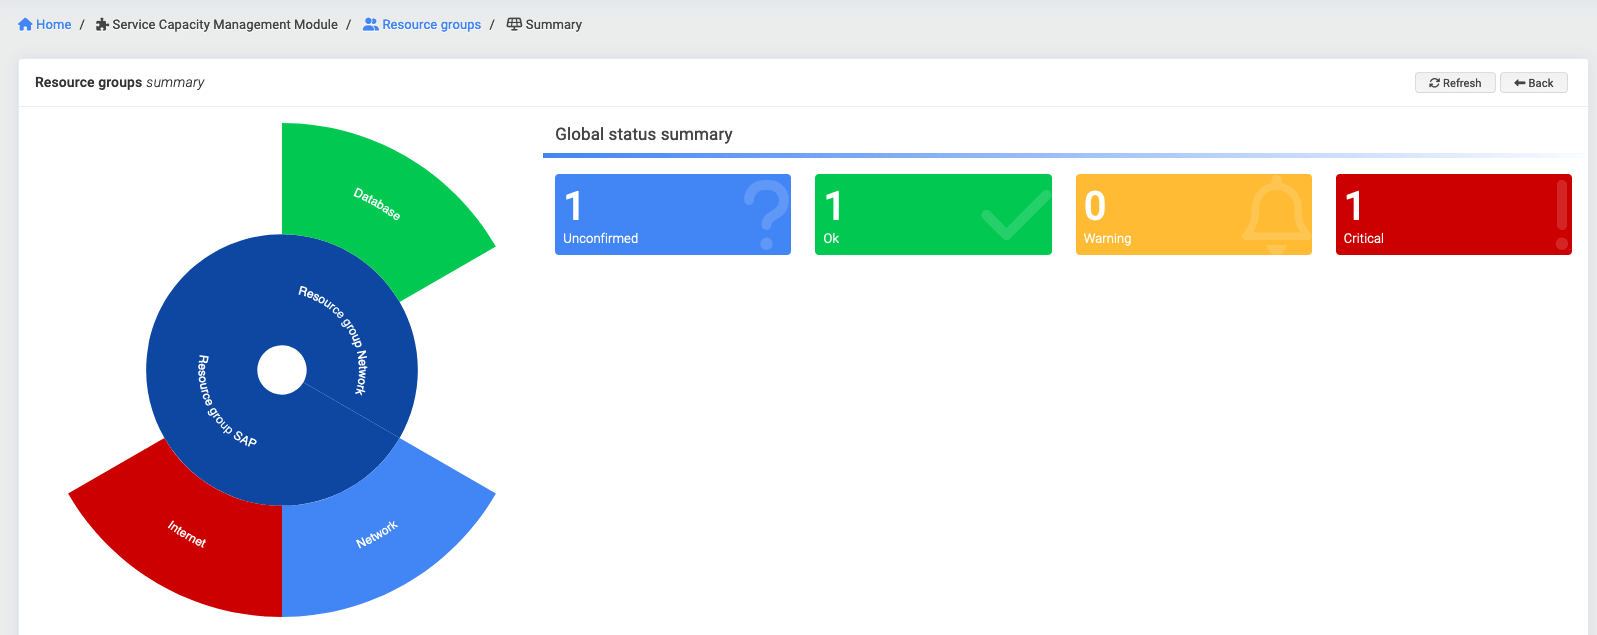 Home / Service Capacity Management Module / Resource groups / Summary
Resource groups summary
Refresh
Back
Database
Resource group Network
Resource group SAP
Internet
Network
Global status summary
1
Unconfirmed
1
Ok
0
Warning
1
Critical